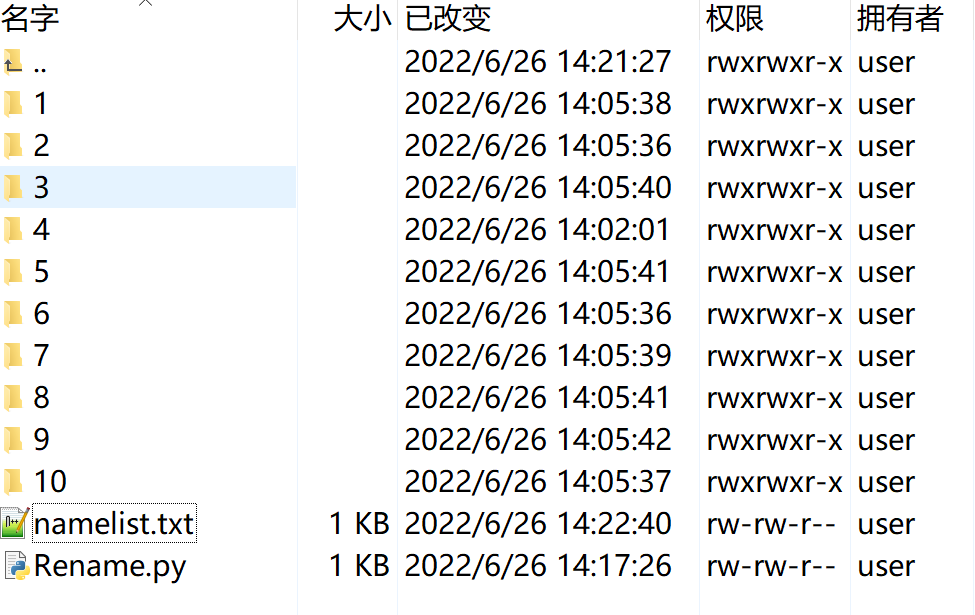 名字 大小 已改变 权限 拥有者
.. 2022/6/26 14:21:27 rwxrwxr-x user
1 2022/6/26 14:05:38 rwxrwxr-x user
2 2022/6/26 14:05:36 rwxrwxr-x user
3 2022/6/26 14:05:40 rwxrwxr-x user
4 2022/6/26 14:02:01 rwxrwxr-x user
5 2022/6/26 14:05:41 rwxrwxr-x user
6 2022/6/26 14:05:36 rwxrwxr-x user
7 2022/6/26 14:05:39 rwxrwxr-x user
8 2022/6/26 14:05:41 rwxrwxr-x user
9 2022/6/26 14:05:42 rwxrwxr-x user
10 2022/6/26 14:05:37 rwxrwxr-x user
namelist.txt 1 KB 2022/6/26 14:22:40 rw-rw-r-- user
Rename.py 1 KB 2022/6/26 14:17:26 rw-rw-r-- user